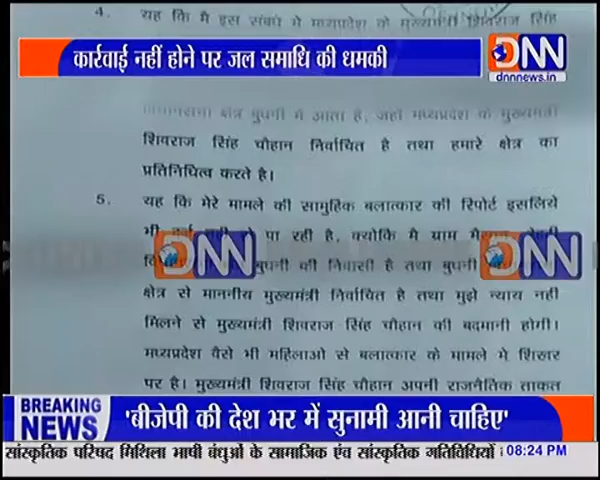 4. यह कि मै इस संबंध मे मध्यप्रदेश के मुख्यमंत्री शिवराज सिंह
कार्रवाई नहीं होने पर जल समाधि की धमकी
DNN
dnnnews.in
क्षेत्र बुधनी मे आता है, जहां मध्यप्रदेश के मुख्यमंत्री
शिवराज सिंह चौहान निर्वाचित है तथा हमारे क्षेत्र का
प्रतिनिधित्व करते है।
5. यह कि मेरे मामले की सामुहिक बलात्कार की रिपोर्ट इसलिये
भी पा रही है, क्योकि मै ग्राम
DNN DNN
बुधनी की निवासी है तथा बुधनी
क्षेत्र से माननीय मुख्यमंत्री निर्वाचित है तथा मुझे न्याय नही
मिलने से मुख्यमंत्री शिवराज सिंह चौहान की बदमानी होगी।
मध्यप्रदेश वैसे भी महिलाओ से बलात्कार के मामले मे शिखर
पर है। मुख्यमंत्री शिवराज सिंह चौहान अपनी राजनैतिक ताकत
BREAKING NEWS
'बीजेपी की देश भर में सुनामी आनी चाहिए'
सांस्कृतिक परिषद मिथिला भाषी बंधुओं के सामाजिक एंव सांस्कृतिक गतिविधियों
08:24 PM